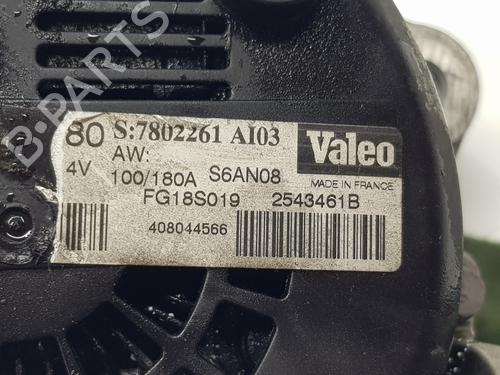 80 S:7802261 AI03
Valeo
AW:
4V 100/180A S6AN08
MADE IN FRANCE
FG18S019 2543461B
408044566
B-PARTS